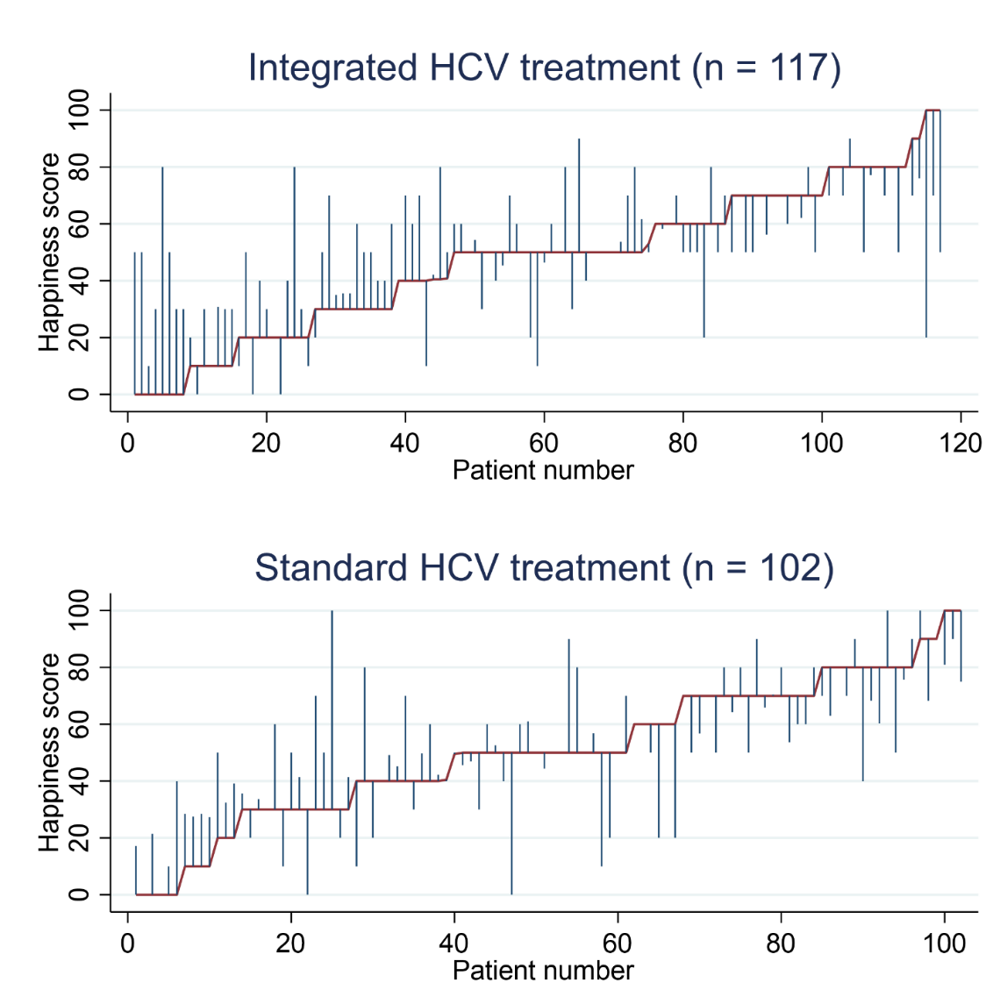 Integrated HCV treatment (n = 117)
Happiness score
100
80
60
40
20
0
0 20 40 60 80 100 120
Patient number
Standard HCV treatment (n = 102)
Happiness score
100
80
60
40
20
0
0 20 40 60 80 100
Patient number